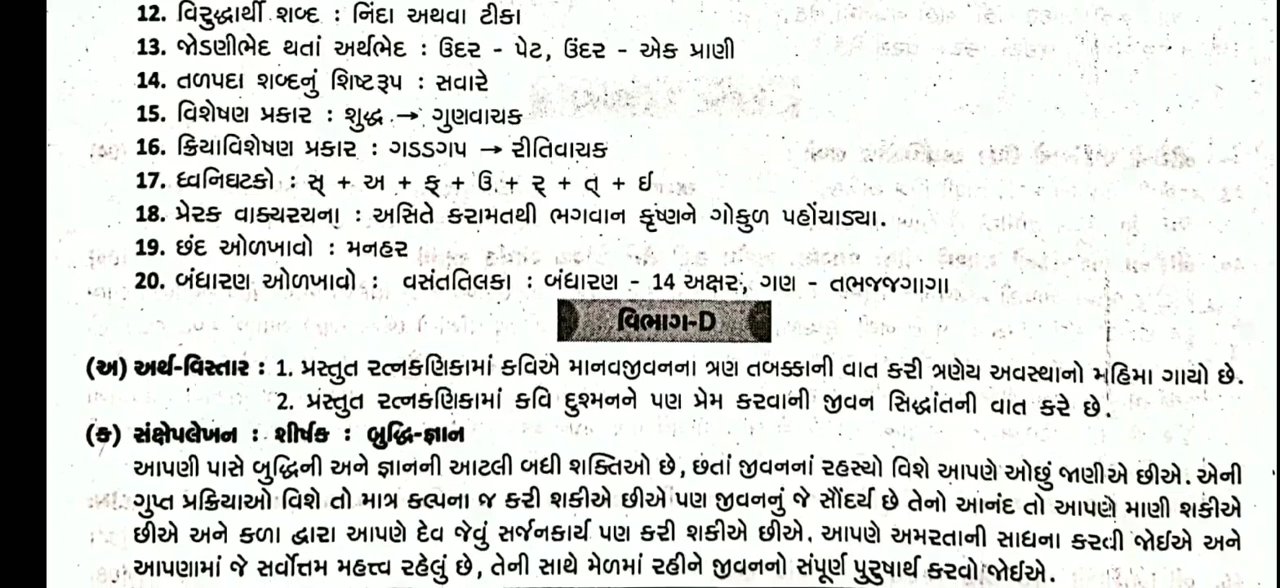 12. વિરુદ્ધાર્થી શબ્દ : નિંદા અથવા ટીકા
13. જોડણીભેદ થતાં અર્થભેદ : ઉદર - પેટ, ઉંદર - એક પ્રાણી
14. તળપદા શબ્દનું શિષ્ટરૂપ : સવારે
15. વિશેષણ પ્રકાર : શુદ્ધ → ગુણવાચક
16. ક્રિયાવિશેષણ પ્રકાર : ગડડગપ → રીતિવાચક
17. ધ્વનિઘટકો : સ્ + અ + ફ્ + ઉ + ર્ + ત્ + ઈ
18. પ્રેરક વાક્યરચના : અસિતે કરામતથી ભગવાન કૃષ્ણને ગોકુળ પહોંચાડ્યા.
19. છંદ ઓળખાવો : મનહર
20. બંધારણ ઓળખાવો : વસંતતિલકા : બંધારણ - 14 અક્ષર, ગણ - તભજજગાગા
વિભાગ-D
(અ) અર્થ-વિસ્તાર : 1. પ્રસ્તુત રત્નકણિકામાં કવિએ માનવજીવનના ત્રણ તબક્કાની વાત કરી ત્રણેય અવસ્થાનો મહિમા ગાયો છે.
2. પ્રસ્તુત રત્નકણિકામાં કવિ દુશ્મનને પણ પ્રેમ કરવાની જીવન સિદ્ધાંતની વાત કરે છે.
(ક) સંક્ષેપલેખન : શીર્ષક : બુદ્ધિ-જ્ઞાન
આપણી પાસે બુદ્ધિની અને જ્ઞાનની આટલી બધી શક્તિઓ છે, છતાં જીવનનાં રહસ્યો વિશે આપણે ઓછું જાણીએ છીએ. એની
ગુપ્ત પ્રક્રિયાઓ વિશે તો માત્ર કલ્પના જ કરી શકીએ છીએ પણ જીવનનું જે સૌંદર્ય છે તેનો આનંદ તો આપણે માણી શકીએ
છીએ અને કળા દ્વારા આપણે દેવ જેવું સર્જનકાર્ય પણ કરી શકીએ છીએ. આપણે અમરતાની સાધના કરવી જોઈએ અને
આપણામાં જે સર્વોત્તમ મહત્ત્વ રહેલું છે, તેની સાથે મેળમાં રહીને જીવનનો સંપૂર્ણ પુરુષાર્થ કરવો જોઈએ.